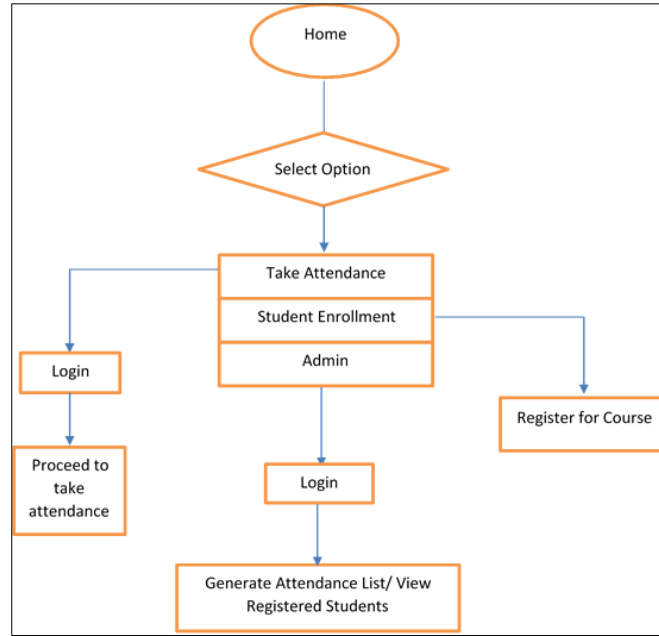 Home
Select Option
Take Attendance
Student Enrollment
Admin
Login
Register for Course
Proceed to
take
attendance
Login
Generate Attendance List/ View
Registered Students